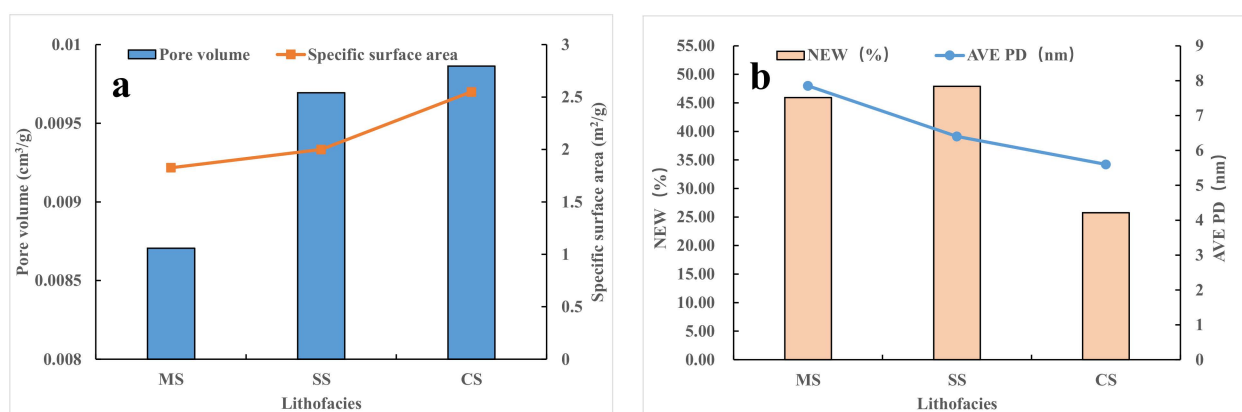 a
Pore volume
Specific surface area
Pore volume (cm³/g)
0.01
0.0095
0.009
0.0085
0.008
3
2.5
2
1.5
1
0.5
0
Specific surface area (m²/g)
MS SS CS
Lithofacies
b
NEW（%）
AVE PD（nm）
NEW（%）
55.00
50.00
45.00
40.00
35.00
30.00
25.00
20.00
15.00
10.00
5.00
0.00
9
8
7
6
5
4
3
2
1
0
AVE PD（nm）
MS SS CS
Lithofacies